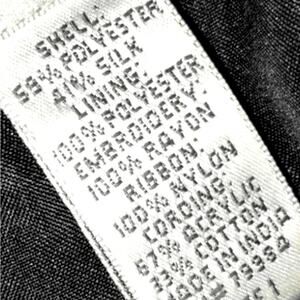 SHELL:
59% POLYESTER
41% SILK
LINING:
100% POLYESTER
EMBROIDERY:
100% RAYON
RIBBON:
100% NYLON
CORDING:
67% ACRYLIC
33% COTTON
MADE IN INDIA